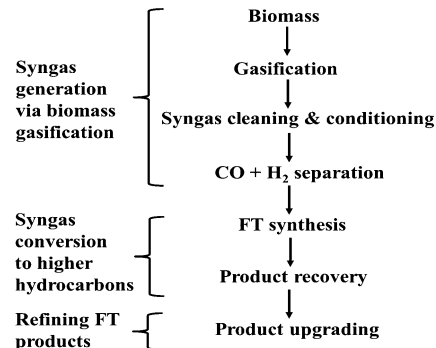 Biomass
Gasification
Syngas cleaning & conditioning
CO + H₂ separation
Syngas
generation
via biomass
gasification
FT synthesis
Product recovery
Syngas
conversion
to higher
hydrocarbons
Product upgrading
Refining FT
products